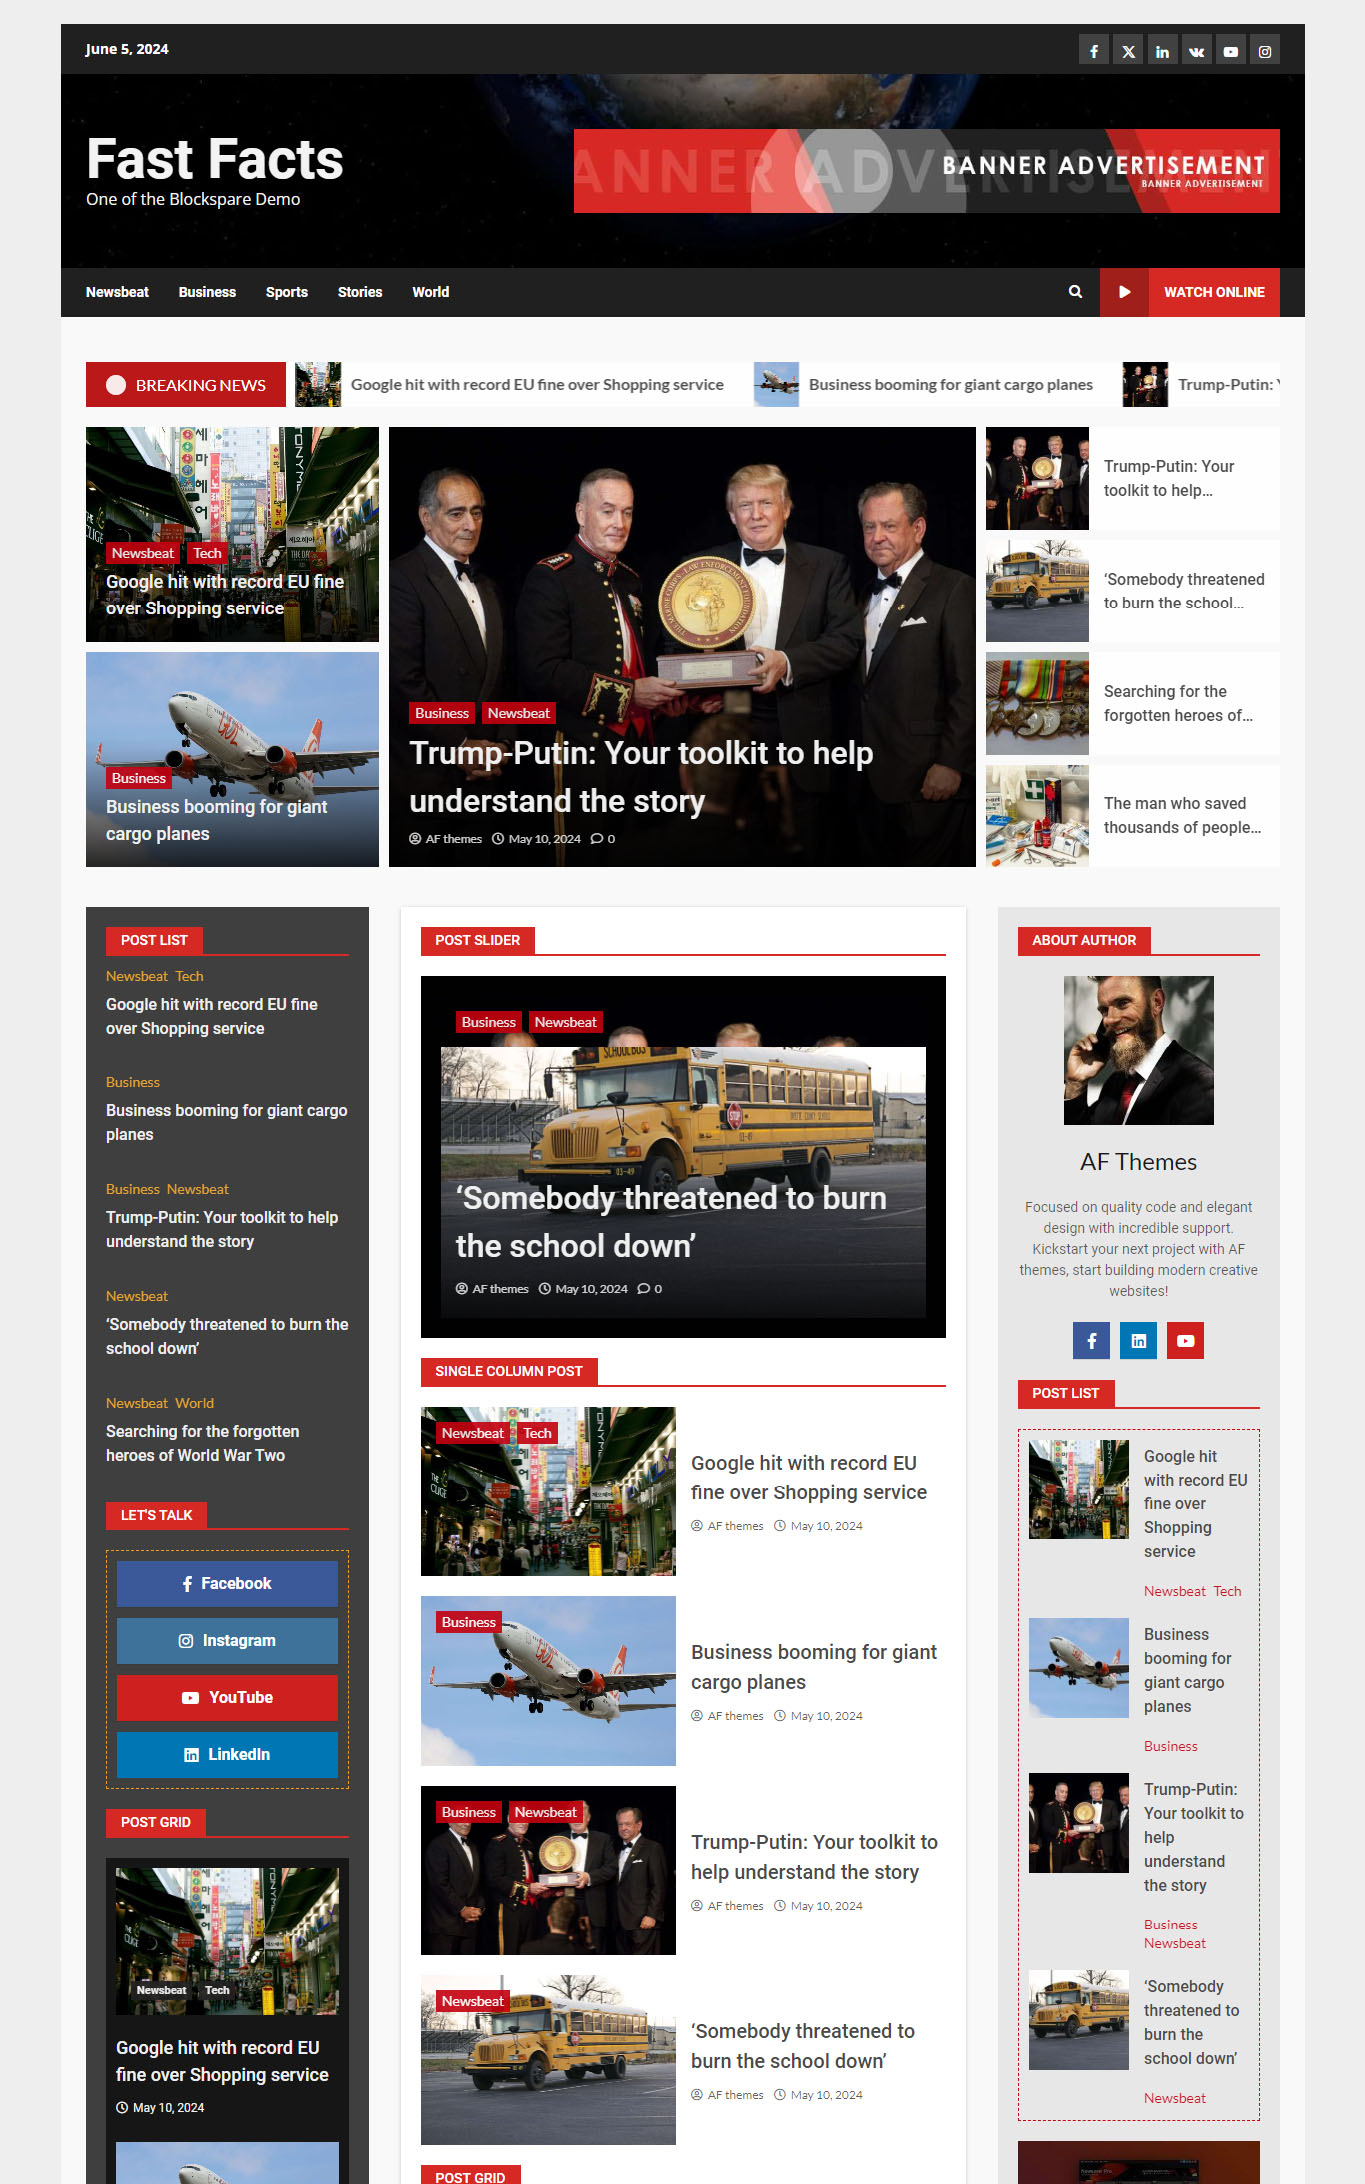 June 5, 2024
Fast Facts
One of the Blockspare Demo
BANNER ADVERTISEMENT
BANNER ADVERTISEMENT
Newsbeat Business Sports Stories World
WATCH ONLINE
BREAKING NEWS
Google hit with record EU fine over Shopping service
Business booming for giant cargo planes
Trump-Putin:
Newsbeat Tech
Google hit with record EU fine
over Shopping service
Business
Business booming for giant
cargo planes
THE MARINE CORPS-LAW ENFORCEMENT FOUNDATION
Business Newsbeat
Trump-Putin: Your toolkit to help
understand the story
AF themes May 10, 2024 0
Trump-Putin: Your
toolkit to help...
‘Somebody threatened
to burn the school...
Searching for the
forgotten heroes of...
The man who saved
thousands of people...
POST LIST
Newsbeat Tech
Google hit with record EU fine
over Shopping service
Business
Business booming for giant cargo
planes
Business Newsbeat
Trump-Putin: Your toolkit to help
understand the story
Newsbeat
‘Somebody threatened to burn the
school down’
Newsbeat World
Searching for the forgotten
heroes of World War Two
LET'S TALK
Facebook
Instagram
YouTube
LinkedIn
POST GRID
Newsbeat Tech
Google hit with record EU
fine over Shopping service
May 10, 2024
POST SLIDER
Business Newsbeat
SCHOOL BUS
STOP
03-49
03-49
‘Somebody threatened to burn
the school down’
AF themes May 10, 2024 0
SINGLE COLUMN POST
Newsbeat Tech
Google hit with record EU
fine over Shopping service
AF themes May 10, 2024
Business
Business booming for giant
cargo planes
AF themes May 10, 2024
Business Newsbeat
Trump-Putin: Your toolkit to
help understand the story
AF themes May 10, 2024
Newsbeat
‘Somebody threatened to
burn the school down’
AF themes May 10, 2024
POST GRID
ABOUT AUTHOR
AF Themes
Focused on quality code and elegant
design with incredible support.
Kickstart your next project with AF
themes, start building modern creative
websites!
POST LIST
Google hit
with record EU
fine over
Shopping
service
Newsbeat Tech
Business
booming for
giant cargo
planes
Business
Trump-Putin:
Your toolkit to
help
understand
the story
Business
Newsbeat
‘Somebody
threatened to
burn the
school down’
Newsbeat